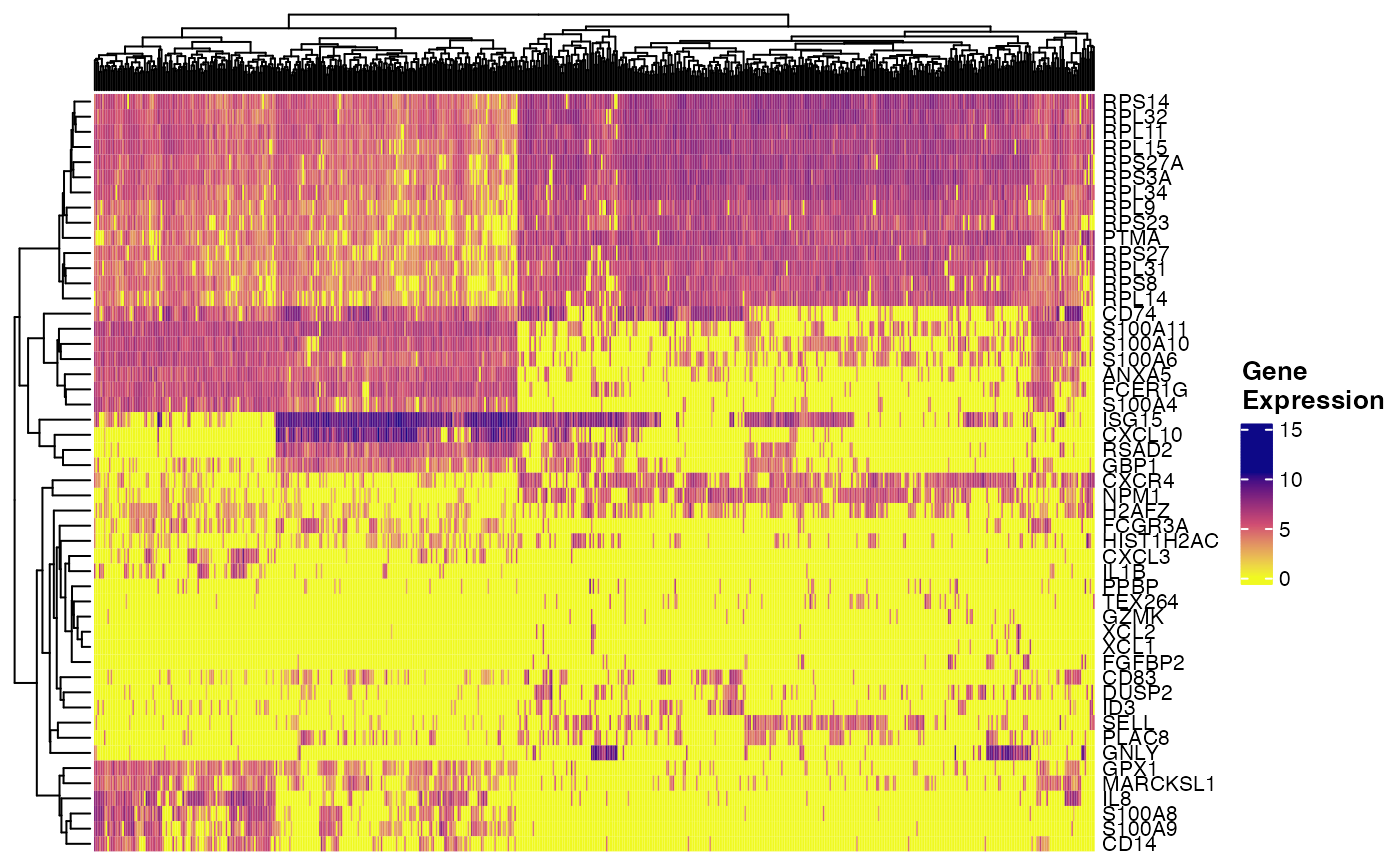 RPS14
RPL32
RPL11
RPL15
RPS27A
RPS3A
RPL34
RPL9
RPS23
PTMA
RPS27
RPL31
RPS8
RPL14
CD74
S100A11
S100A10
S100A6
ANXA5
FCER1G
S100A4
ISG15
CXCL10
RSAD2
GBP1
CXCR4
NPM1
H2AFZ
FCGR3A
HIST1H2AC
CXCL3
IL1B
PPBP
TEX264
GZMK
XCL2
XCL1
FGFBP2
CD83
DUSP2
ID3
SELL
PLAC8
GNLY
GPX1
MARCKSL1
IL8
S100A8
S100A9
CD14
Gene
Expression
15
10
5
0